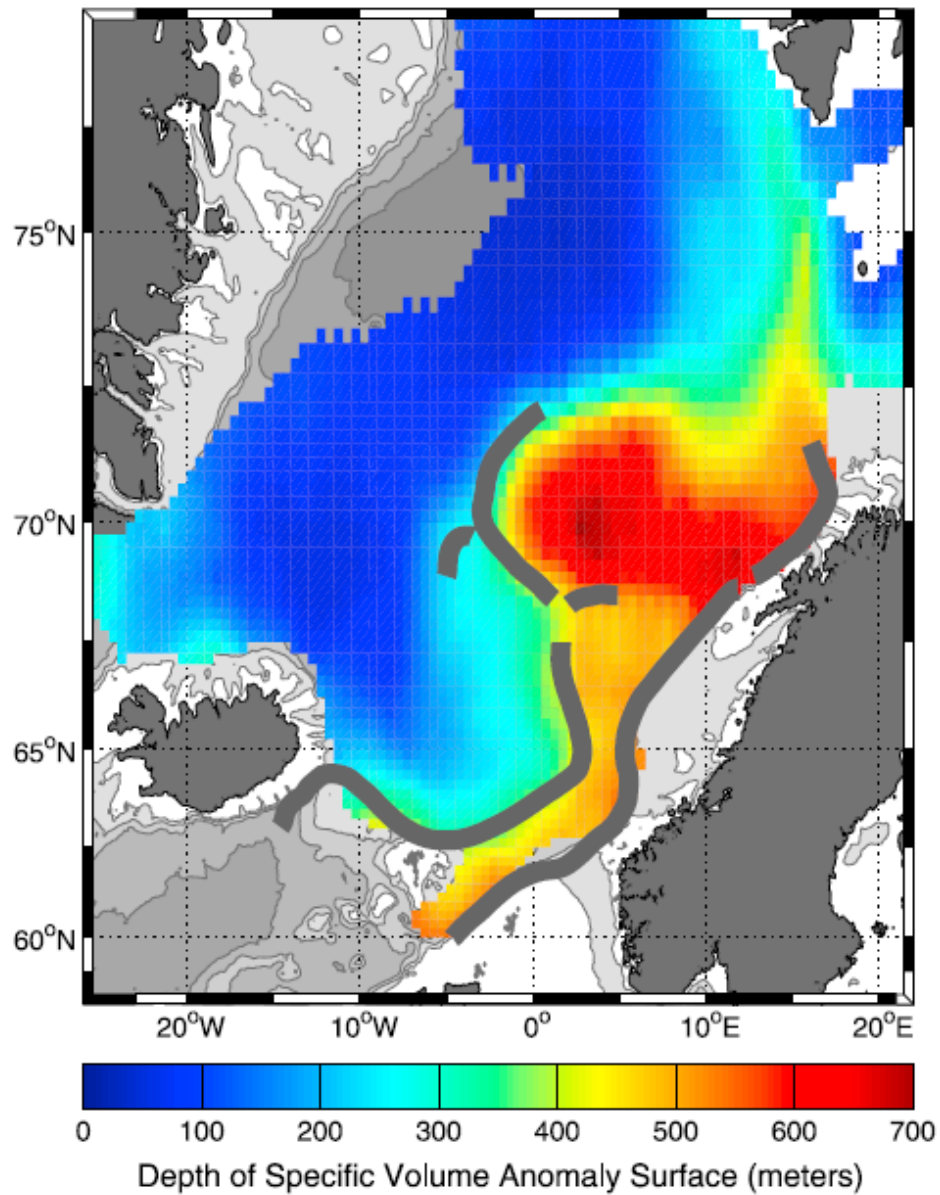 75°N
70°N
65°N
60°N
20°W 10°W 0° 10°E 20°E
0 100 200 300 400 500 600 700
Depth of Specific Volume Anomaly Surface (meters)